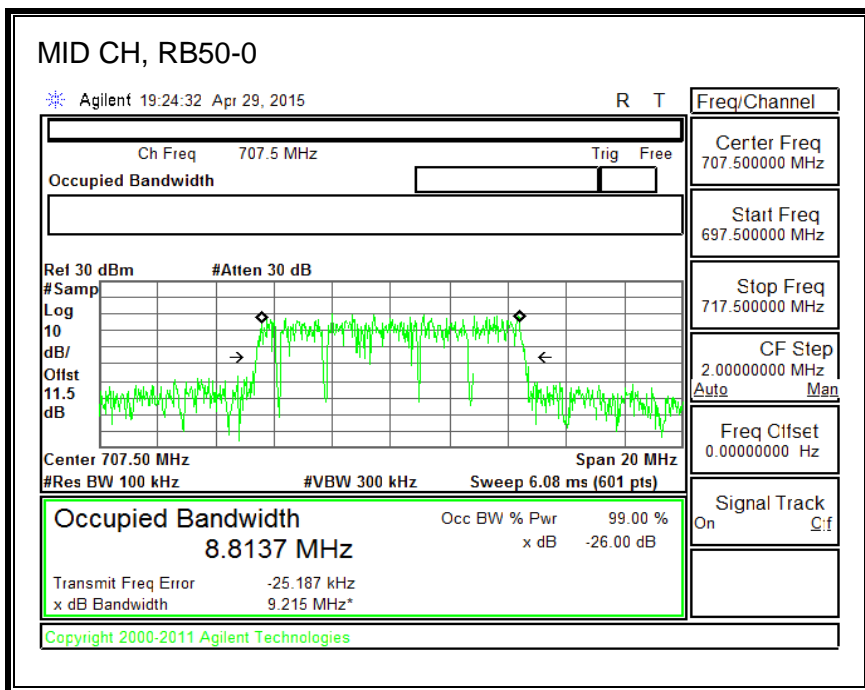 MID CH, RB50-0
Agilent 19:24:32 Apr 29, 2015 R T
Freq/Channel
Ch Freq 707.5 MHz Trig Free
Occupied Bandwidth
Center Freq
707.500000 MHz
Start Freq
697.500000 MHz
Stop Freq
717.500000 MHz
CF Step
2.00000000 MHz
Auto Man
Freq Offset
0.00000000 Hz
Signal Track
On Off
Ref 30 dBm #Atten 30 dB
#Samp
Log
10
dB/
Offst
11.5
dB
Center 707.50 MHz Span 20 MHz
#Res BW 100 kHz #VBW 300 kHz Sweep 6.08 ms (601 pts)
Occupied Bandwidth
8.8137 MHz
Occ BW % Pwr 99.00 %
x dB -26.00 dB
Transmit Freq Error -25.187 kHz
x dB Bandwidth 9.215 MHz*
Copyright 2000-2011 Agilent Technologies